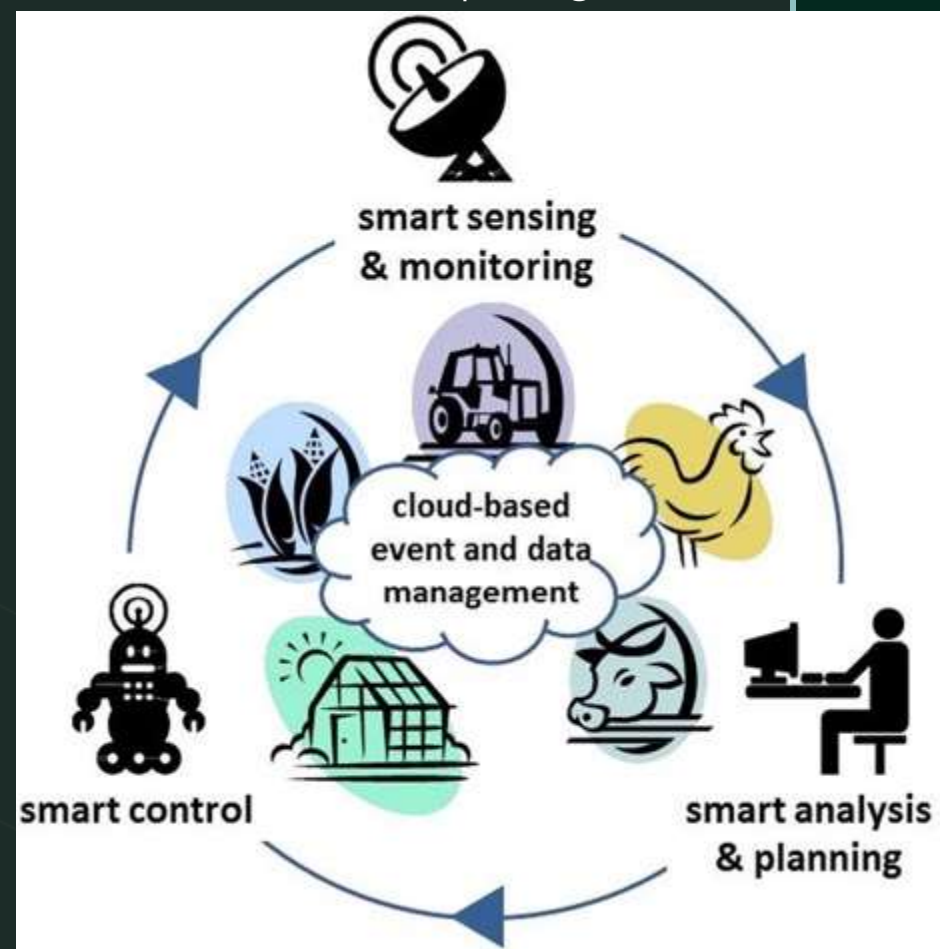 smart sensing
& monitoring
cloud-based
event and data
management
smart control
smart analysis
& planning